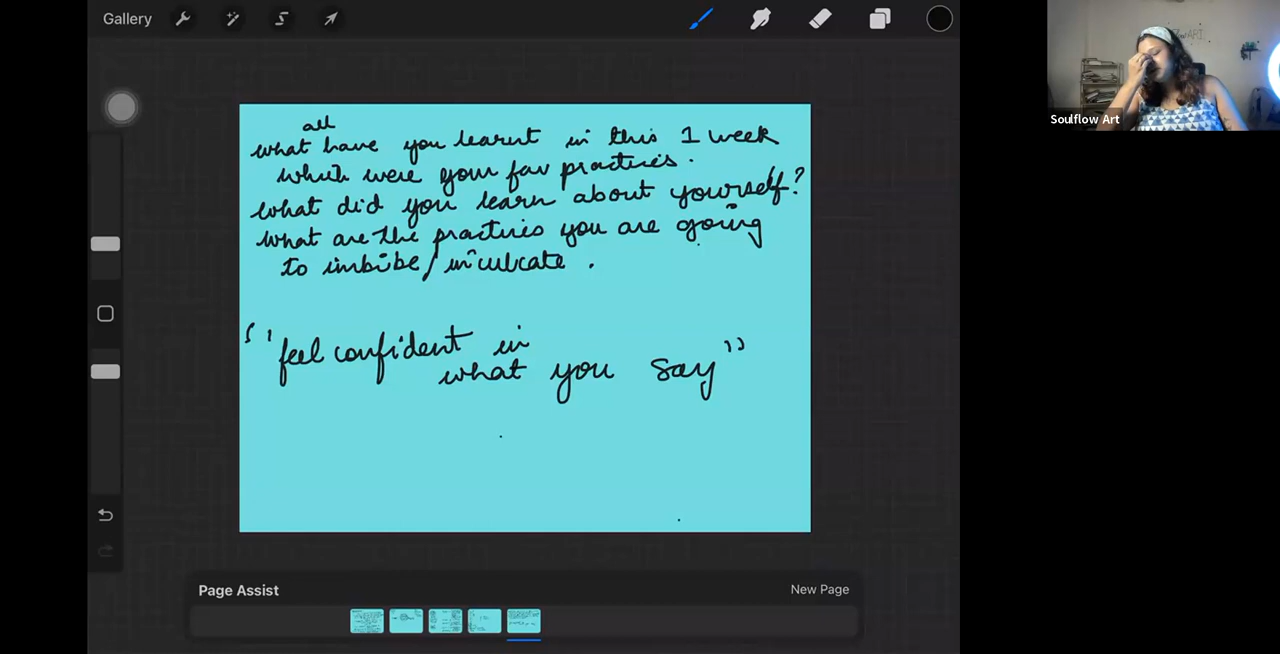 Gallery
all
what have you learnt in this 1 week
which were your fav practices.
what did you learn about yourself?
what are the practices you are going
to imbibe/inculcate.
"feel confident in
what you say"
Soulflow Art
Page Assist
New Page